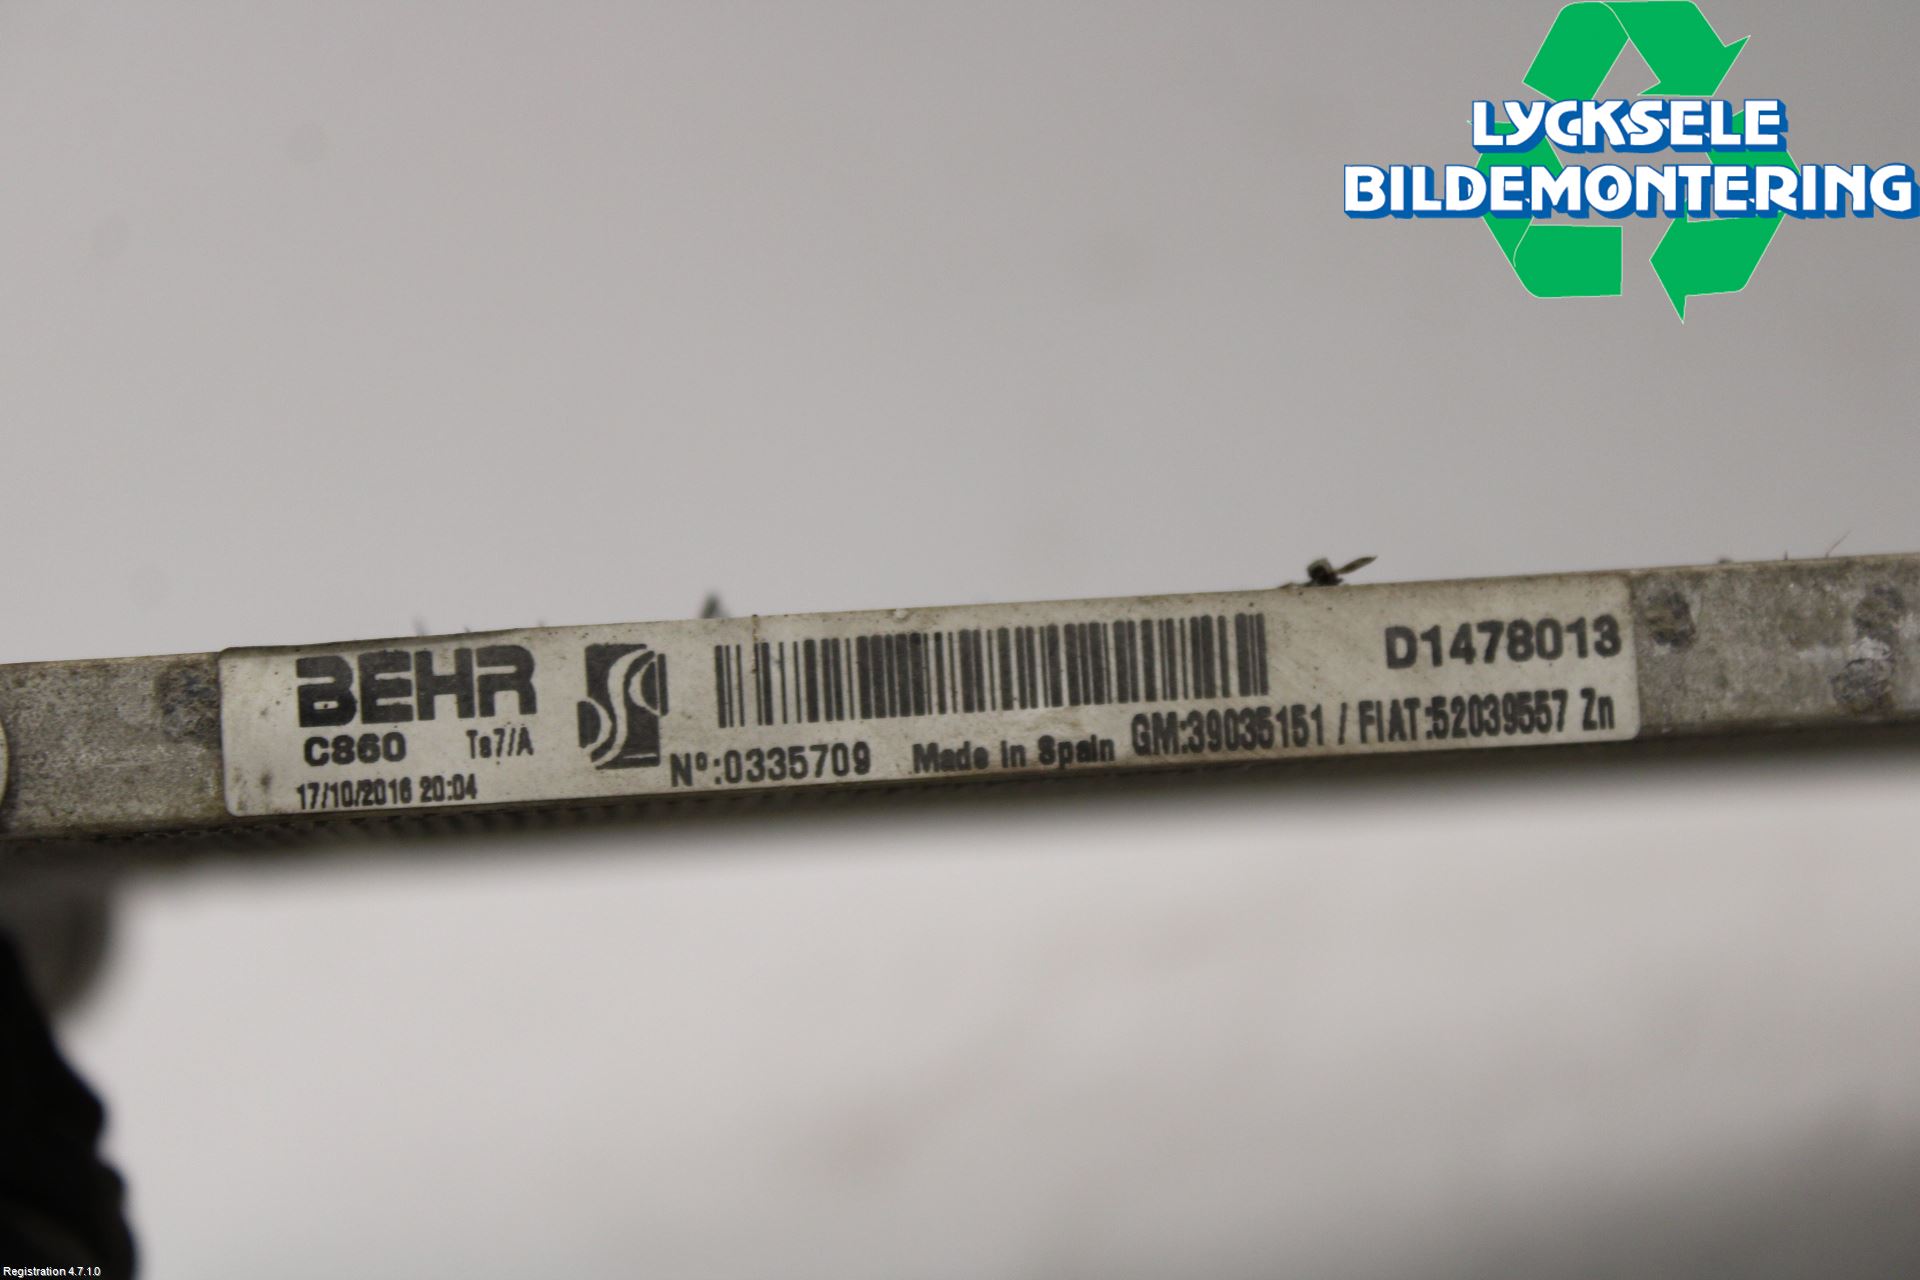 LYCKSELE
BILDEMONTERING
BEHR
C860 Ts7/A
17/10/2016 20:04
Nº:0335709 Made in Spain
D1478013
GM:39035151 / FIAT:52039557 Zn
Registration 4.7.1.0